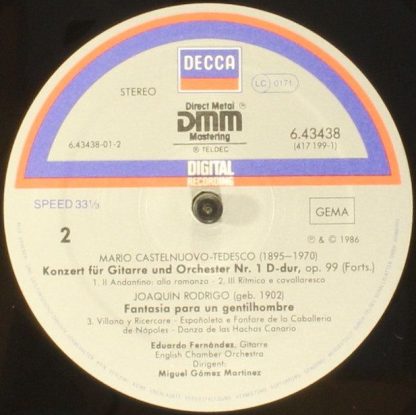 DECCA
STEREO
LC 0171
Direct Metal
DMM
Mastering
℗ TELDEC
6.43438-01-2
6.43438
(417 199-1)
DIGITAL
RECORDING
SPEED 33⅓
GEMA
2
℗ & © 1986
MARIO CASTELNUOVO-TEDESCO (1895-1970)
Konzert für Gitarre und Orchester Nr. 1 D-dur, op. 99 (Forts.)
1. II Andantino: alla romanza - 2. III Ritmico e cavalleresco
JOAQUIN RODRIGO (geb. 1902)
Fantasia para un gentilhombre
3. Villano y Ricercare - Españoleta e Fanfare de la Caballeria
de Nápoles - Danza de las Hachas Canario
Eduardo Fernández, Gitarre
English Chamber Orchestra
Dirigent:
Miguel Gómez Martinez